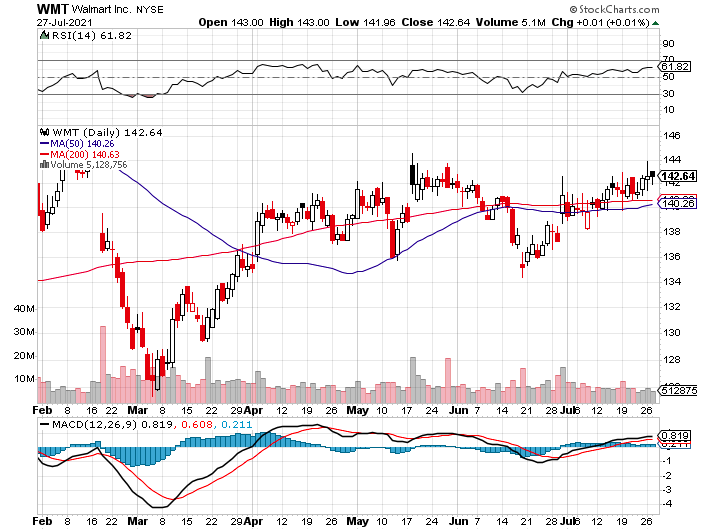 WMT Walmart Inc. NYSE © StockCharts.com
27-Jul-2021 Open 143.00 High 143.00 Low 141.96 Close 142.64 Volume 5.1M Chg +0.01 (+0.01%)
RSI(14) 61.82
90
70
61.82
50
30
10
WMT (Daily) 142.64
MA(50) 140.26
MA(200) 140.63
Volume 5,128,756
146
144
142.64
142
140.26
138
136
134
132
130
128
40M
30M
20M
10M
5128756
Feb 8 16 22 Mar 8 15 22 29 Apr 12 19 26 May 10 17 24 Jun 7 14 21 28 Jul 6 12 19 26
MACD(12,26,9) 0.819, 0.608, 0.211
0.819
0.211
-1
-2
-3
-4
Feb 8 16 22 Mar 8 15 22 29 Apr 12 19 26 May 10 17 24 Jun 7 14 21 28 Jul 6 12 19 26